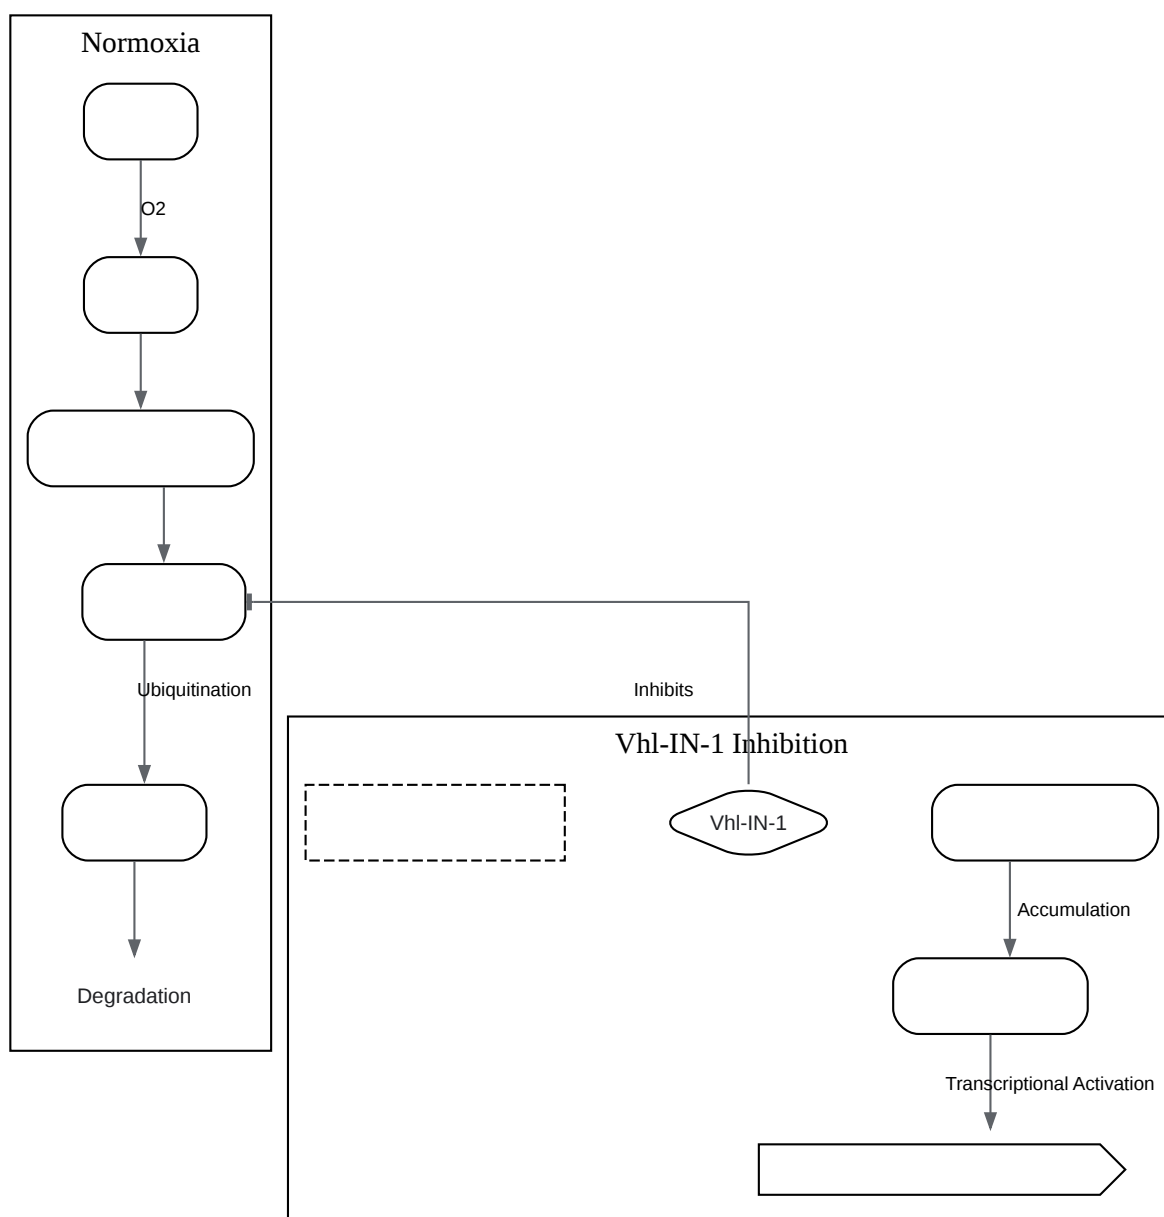 Normoxia
O2
Ubiquitination
Inhibits
Vhl-IN-1 Inhibition
Vhl-IN-1
Accumulation
Degradation
Transcriptional Activation